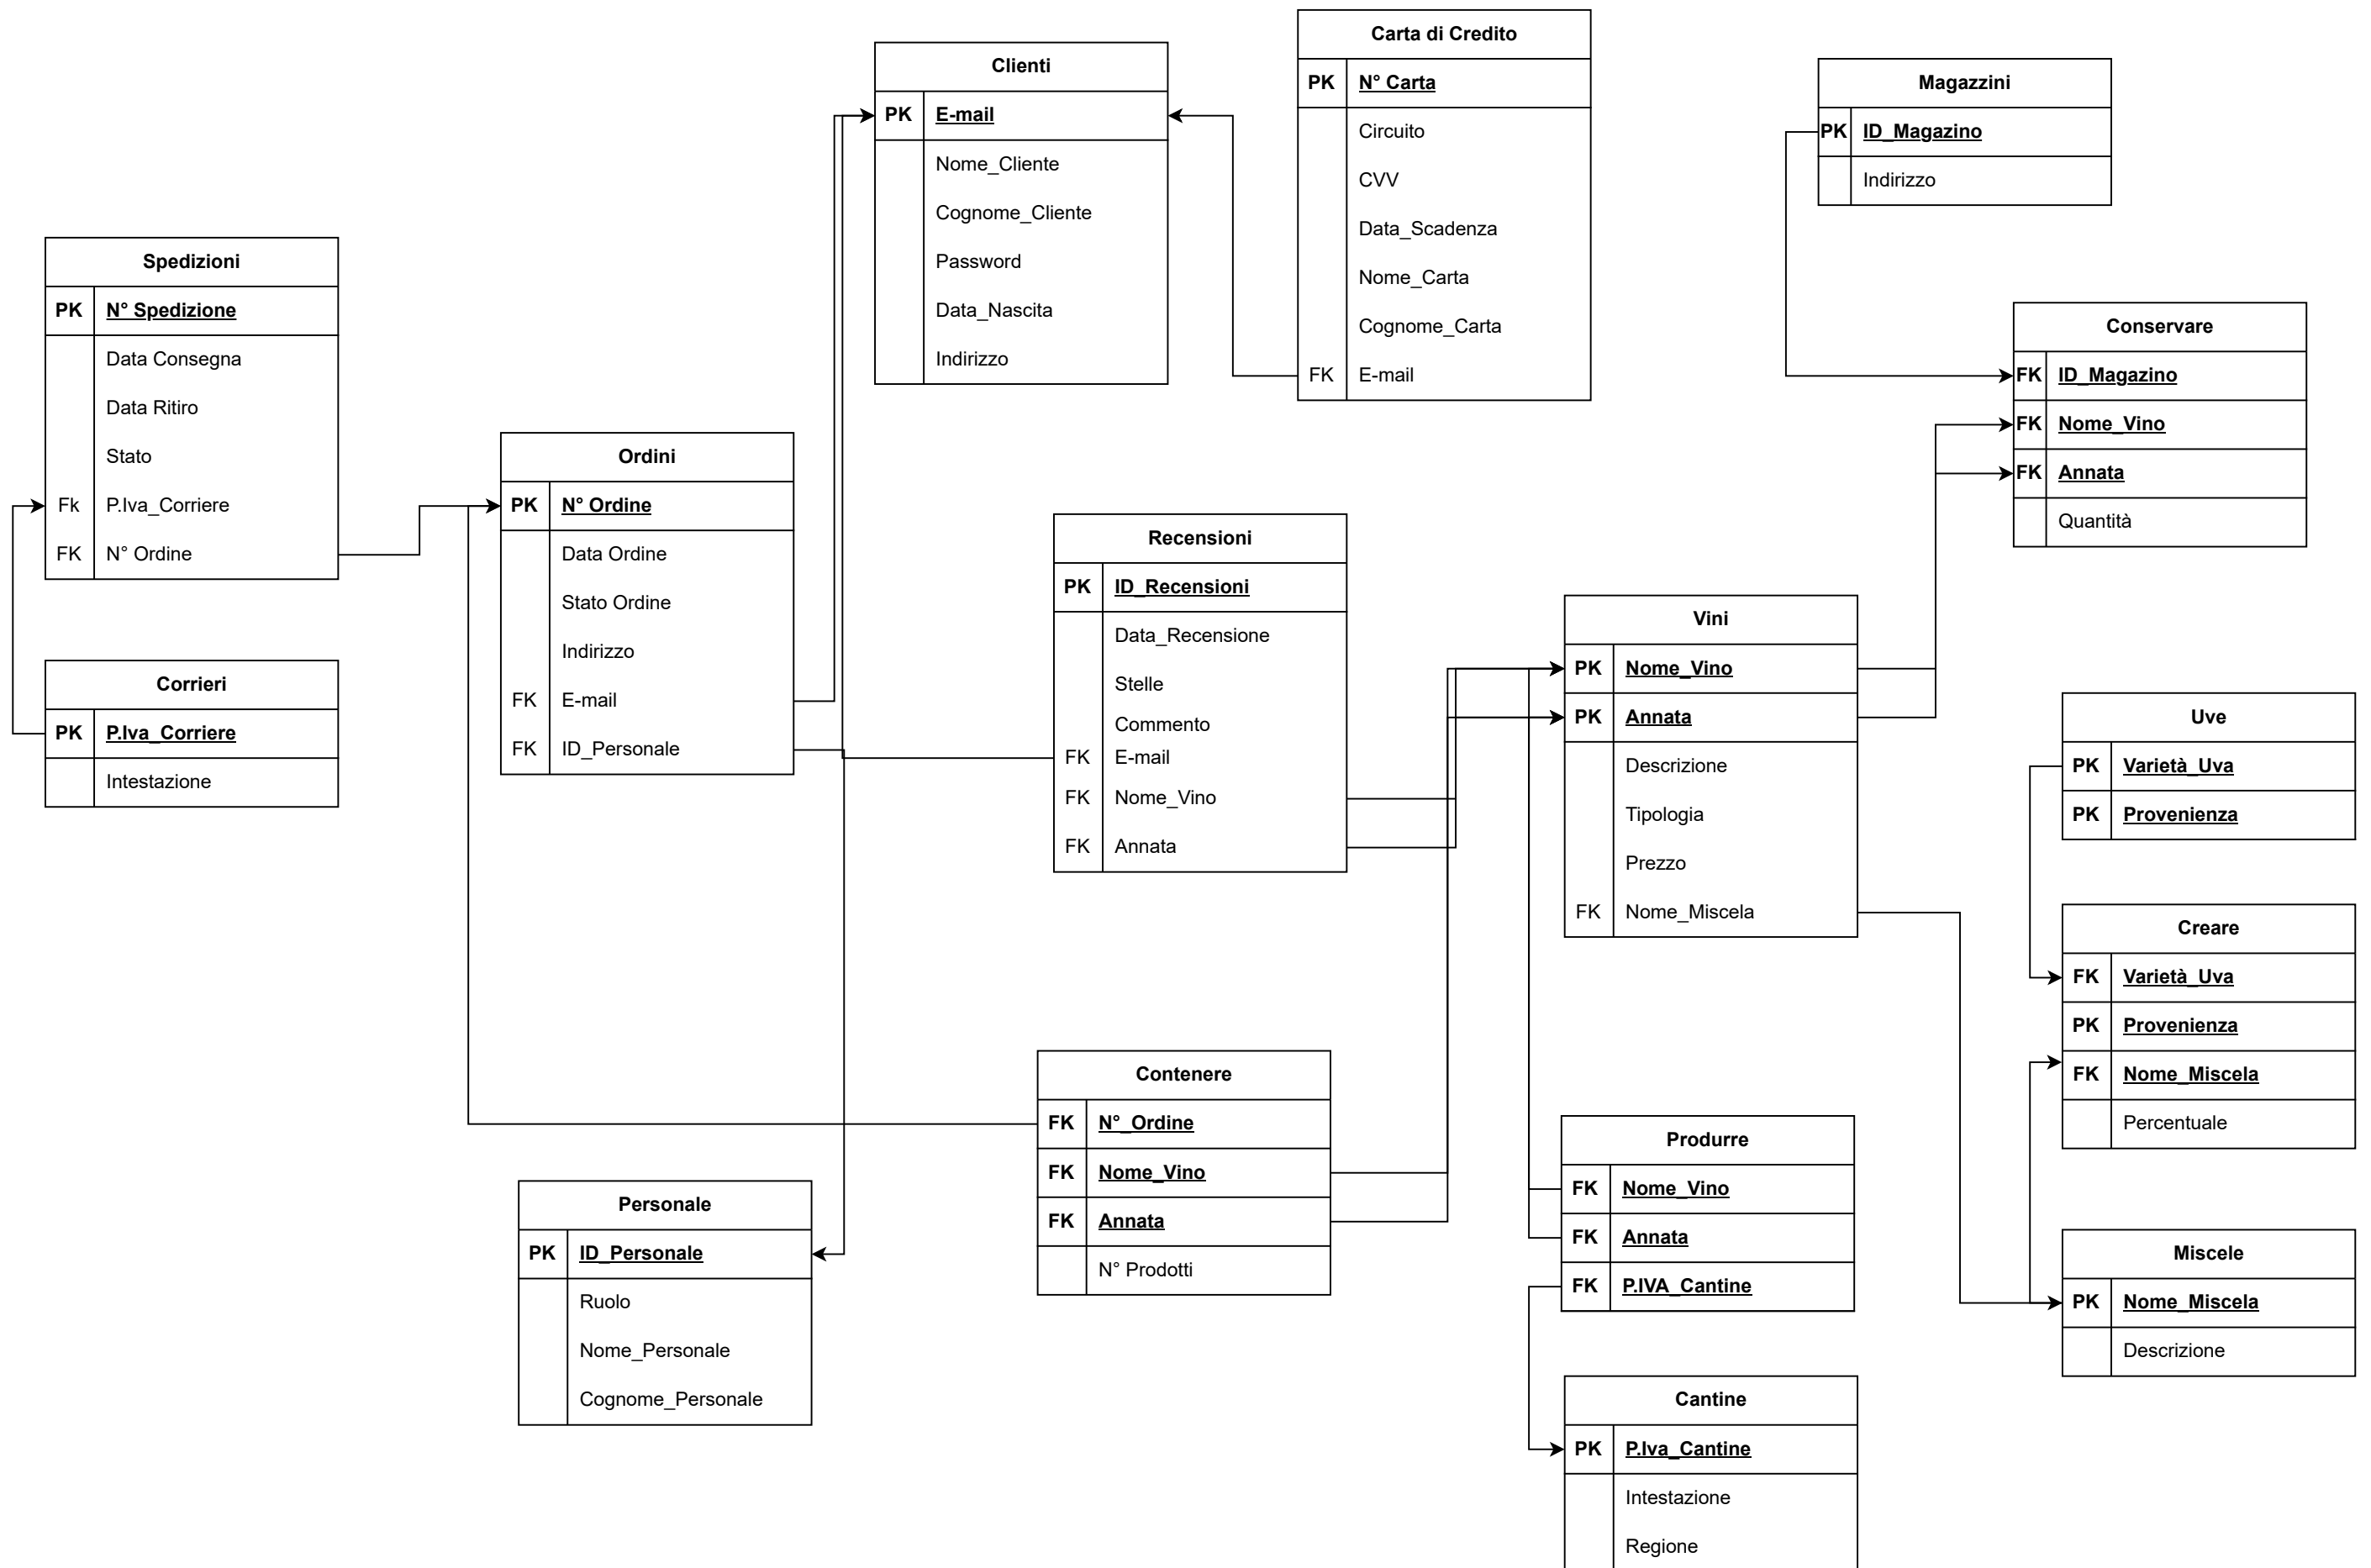 Carta di Credito
PK N° Carta
Circuito
CVV
Data_Scadenza
Nome_Carta
Cognome_Carta
FK E-mail
Clienti
PK E-mail
Nome_Cliente
Cognome_Cliente
Password
Data_Nascita
Indirizzo
Magazzini
PK ID_Magazino
Indirizzo
Spedizioni
PK N° Spedizione
Data Consegna
Data Ritiro
Stato
Fk P.Iva_Corriere
FK N° Ordine
Conservare
FK ID_Magazino
FK Nome_Vino
FK Annata
Quantità
Ordini
PK N° Ordine
Data Ordine
Stato Ordine
Indirizzo
FK E-mail
FK ID_Personale
Recensioni
PK ID_Recensioni
Data_Recensione
Stelle
Commento
FK E-mail
FK Nome_Vino
FK Annata
Vini
PK Nome_Vino
PK Annata
Descrizione
Tipologia
Prezzo
FK Nome_Miscela
Corrieri
PK P.Iva_Corriere
Intestazione
Uve
PK Varietà_Uva
PK Provenienza
Creare
FK Varietà_Uva
PK Provenienza
FK Nome_Miscela
Percentuale
Contenere
FK N°_Ordine
FK Nome_Vino
FK Annata
N° Prodotti
Produrre
FK Nome_Vino
FK Annata
FK P.IVA_Cantine
Personale
PK ID_Personale
Ruolo
Nome_Personale
Cognome_Personale
Miscele
PK Nome_Miscela
Descrizione
Cantine
PK P.Iva_Cantine
Intestazione
Regione